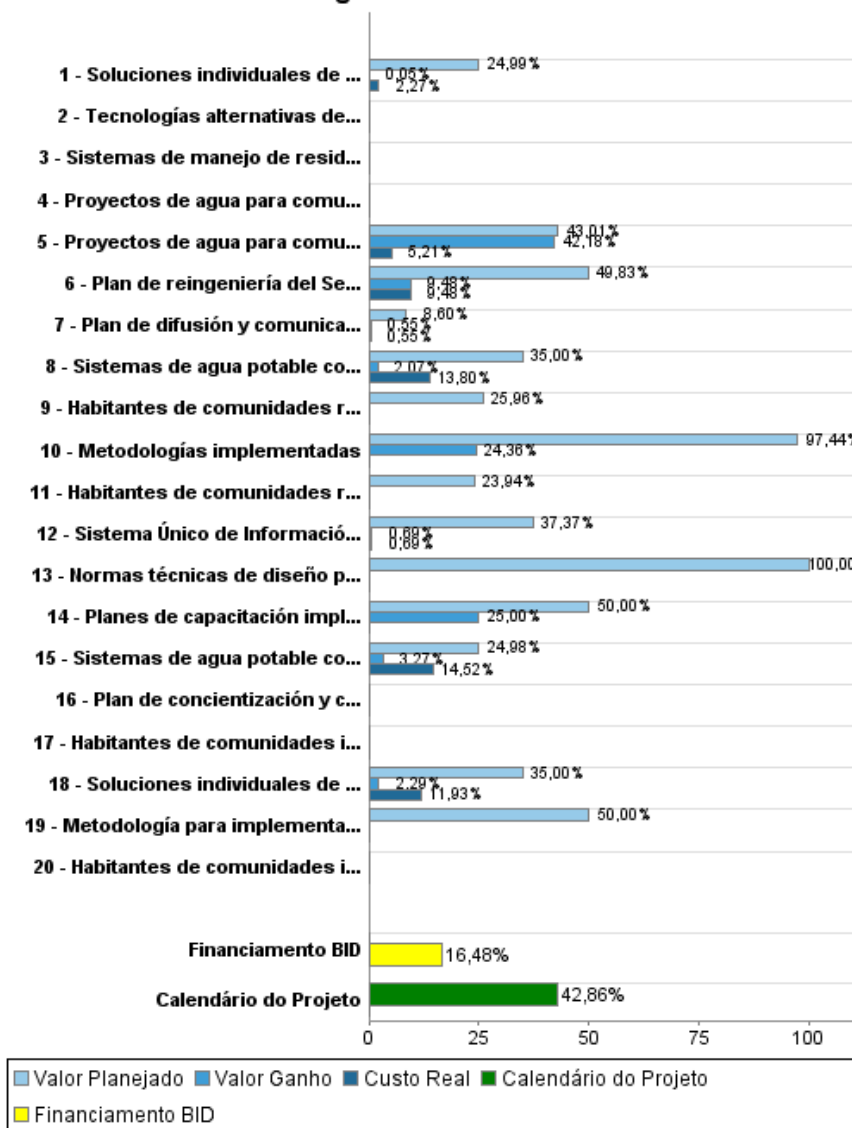 1 - Soluciones individuales de ...
24,99%
0,05%
2,27%
2 - Tecnologías alternativas de...
3 - Sistemas de manejo de resid...
4 - Proyectos de agua para comu...
5 - Proyectos de agua para comu...
43,01%
42,18%
5,21%
6 - Plan de reingeniería del Se...
49,83%
9,48%
9,48%
7 - Plan de difusión y comunica...
8,60%
0,55%
0,55%
8 - Sistemas de agua potable co...
35,00%
2,07%
13,80%
9 - Habitantes de comunidades r...
25,96%
10 - Metodologías implementadas
97,44%
24,36%
11 - Habitantes de comunidades r...
23,94%
12 - Sistema Único de Informació...
37,37%
0,69%
0,69%
13 - Normas técnicas de diseño p...
100,00
14 - Planes de capacitación impl...
50,00%
25,00%
15 - Sistemas de agua potable co...
24,98%
3,27%
14,52%
16 - Plan de concientización y c...
17 - Habitantes de comunidades i...
18 - Soluciones individuales de ...
35,00%
2,29%
11,93%
19 - Metodología para implementa...
50,00%
20 - Habitantes de comunidades i...
Financiamento BID
16,48%
Calendário do Projeto
42,86%
0 25 50 75 100
Valor Planejado Valor Ganho Custo Real Calendário do Projeto
Financiamento BID